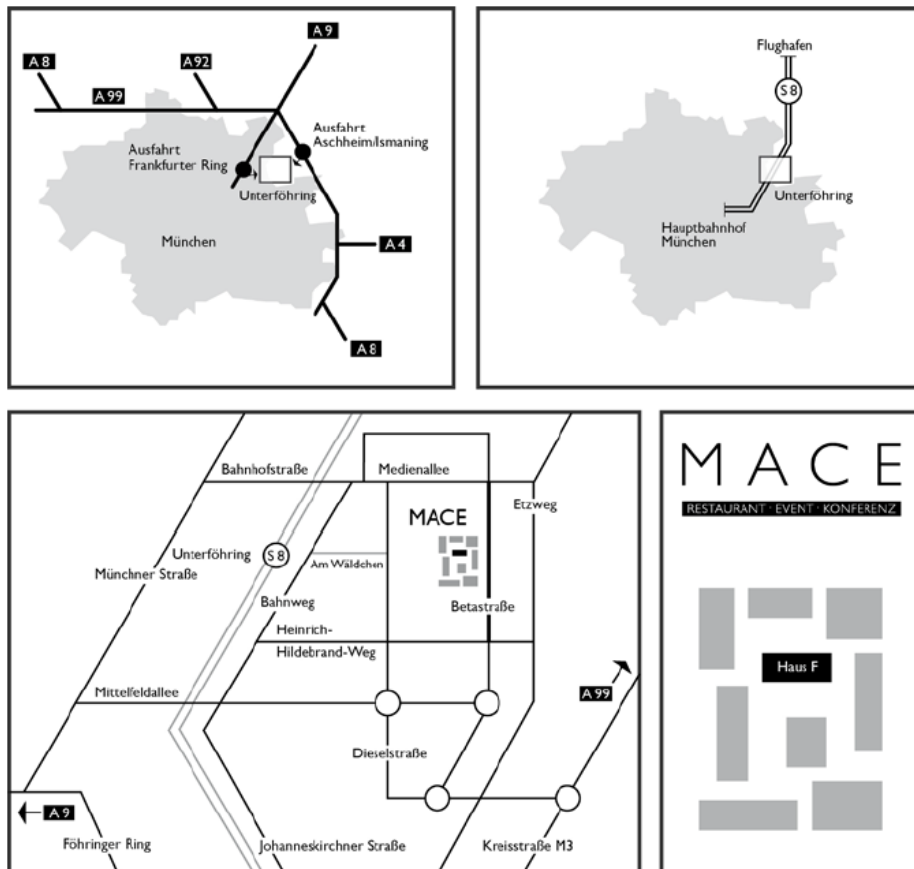 A 9
A 8
A 92
A 99
Ausfahrt
Aschheim/Ismaning
Ausfahrt
Frankfurter Ring
Unterföhring
München
A 4
A 8
Flughafen
S 8
Unterföhring
Hauptbahnhof
München
Bahnhofstraße
Medienallee
Etzweg
MACE
Unterföhring
S 8
Am Wäldchen
Münchner Straße
Bahnweg
Betastraße
Heinrich-
Hildebrand-Weg
Mittelfeldallee
A 99
Dieselstraße
A 9
Föhringer Ring
Johanneskirchner Straße
Kreisstraße M3
MACE
RESTAURANT · EVENT · KONFERENZ
Haus F